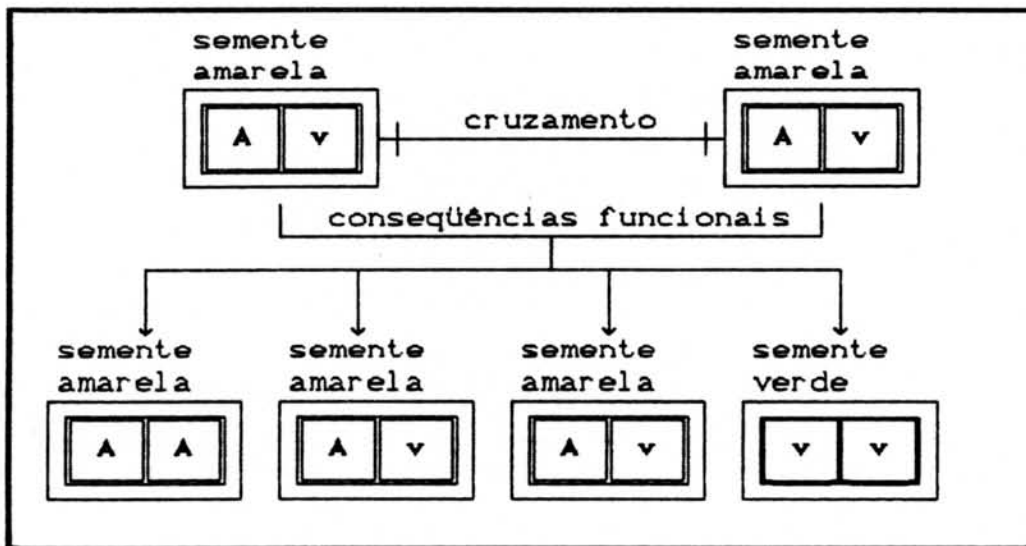 semente semente
amarela amarela
A v cruzamento A v
conseqüências funcionais
semente semente semente semente
amarela amarela amarela verde
A A A v A v v v